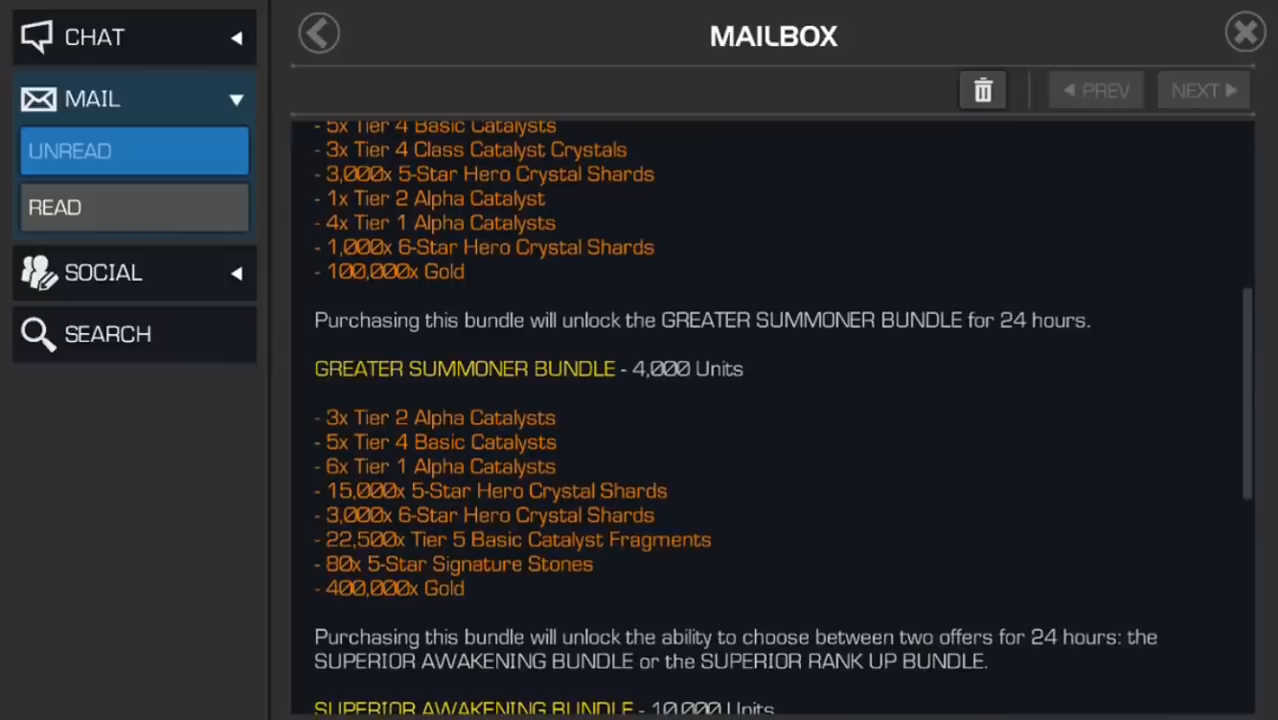 CHAT
MAIL
UNREAD
READ
SOCIAL
SEARCH
MAILBOX
PREV
NEXT
- 5x Tier 4 Basic Catalysts
- 3x Tier 4 Class Catalyst Crystals
- 3,000x 5-Star Hero Crystal Shards
- 1x Tier 2 Alpha Catalyst
- 4x Tier 1 Alpha Catalysts
- 1,000x 6-Star Hero Crystal Shards
- 100,000x Gold
Purchasing this bundle will unlock the GREATER SUMMONER BUNDLE for 24 hours.
GREATER SUMMONER BUNDLE - 4,000 Units
- 3x Tier 2 Alpha Catalysts
- 5x Tier 4 Basic Catalysts
- 6x Tier 1 Alpha Catalysts
- 15,000x 5-Star Hero Crystal Shards
- 3,000x 6-Star Hero Crystal Shards
- 22,500x Tier 5 Basic Catalyst Fragments
- 80x 5-Star Signature Stones
- 400,000x Gold
Purchasing this bundle will unlock the ability to choose between two offers for 24 hours: the
SUPERIOR AWAKENING BUNDLE or the SUPERIOR RANK UP BUNDLE.
SUPERIOR AWAKENING BUNDLE - 10,000 Units